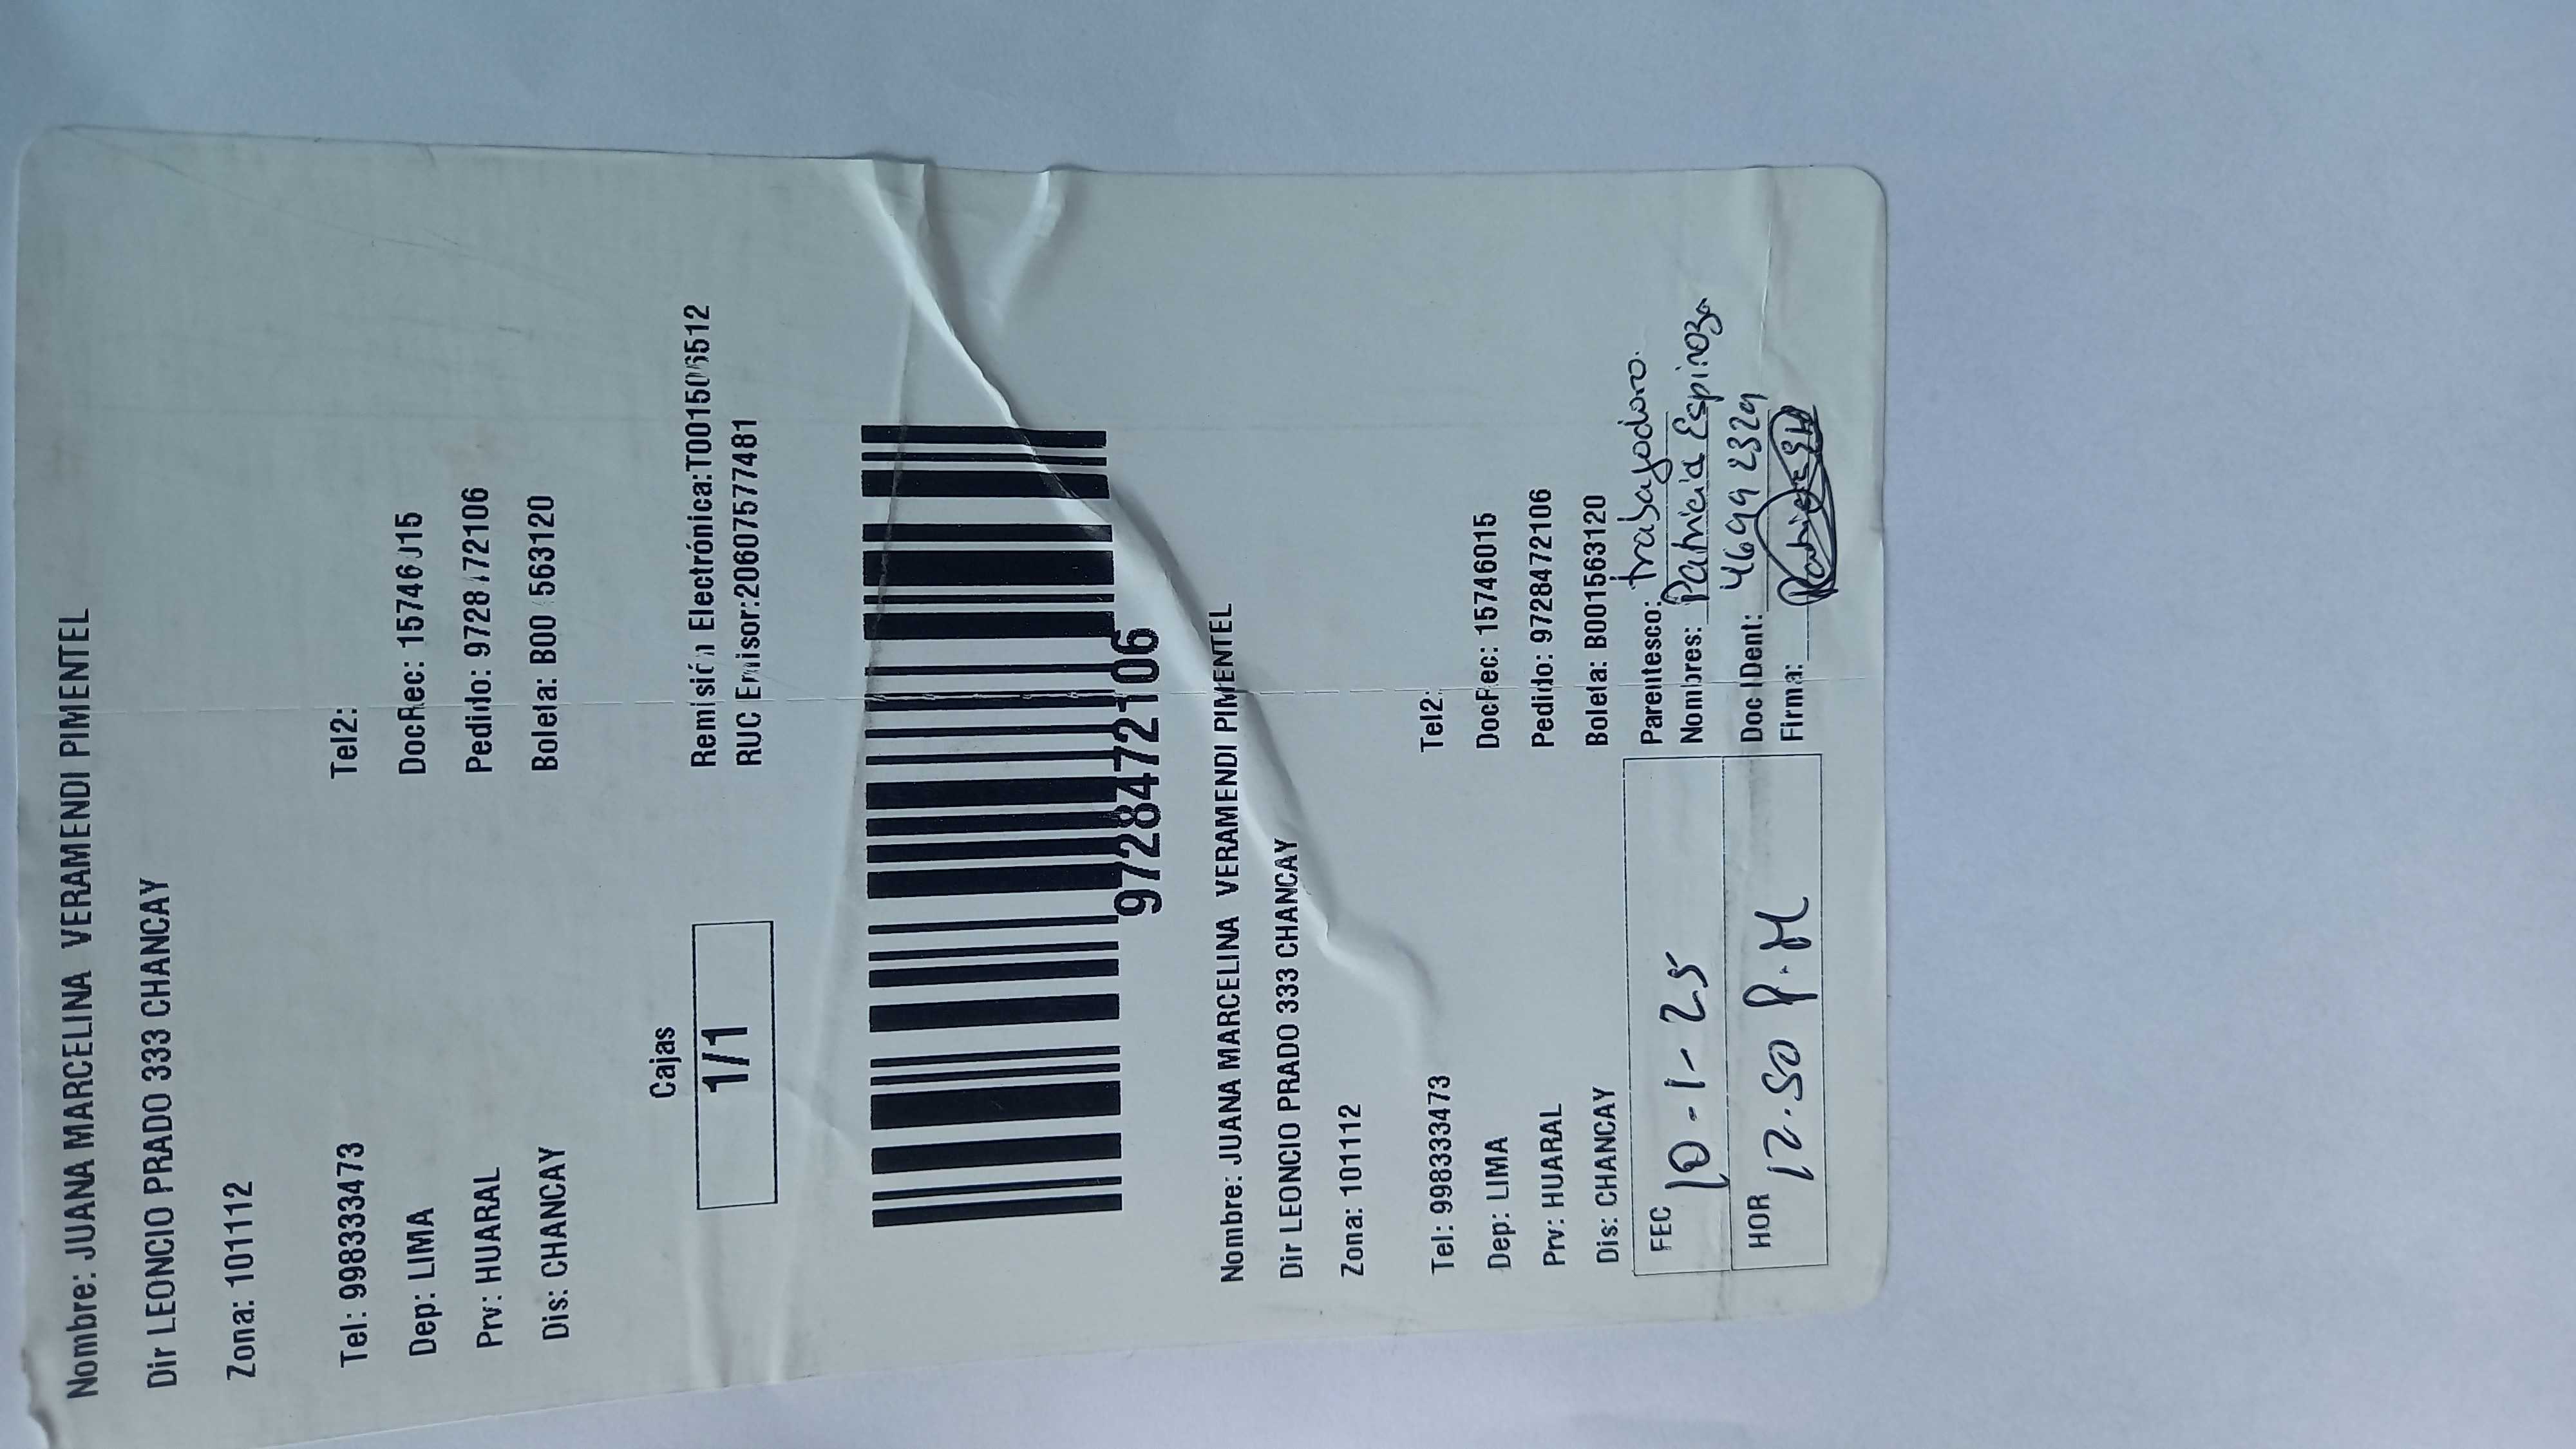 Nombre: JUANA MARCELINA VERAMENDI PIMENTEL
Dir LEONCIO PRADO 333 CHANCAY
Zona: 101112
Tel: 998333473 Tel2:
Dep: LIMA DocRec: 15746015
Prv: HUARAL Pedido: 9728472106
Dis: CHANCAY Boleta: B001563120
Cajas
1/1
Remisión Electrónica:T001506512
RUC Emisor:20607577481
9728472106
Nombre: JUANA MARCELINA VERAMENDI PIMENTEL
Dir LEONCIO PRADO 333 CHANCAY
Zona: 101112
Tel: 998333473 Tel2:
Dep: LIMA DocRec: 15746015
Prv: HUARAL Pedido: 9728472106
Dis: CHANCAY Boleta: B001563120
FEC 10-1-25
HOR 12.50 P.M
Parentesco: trabajadora.
Nombres: Patricia Espinoza
Doc IDent: 46992329
Firma: